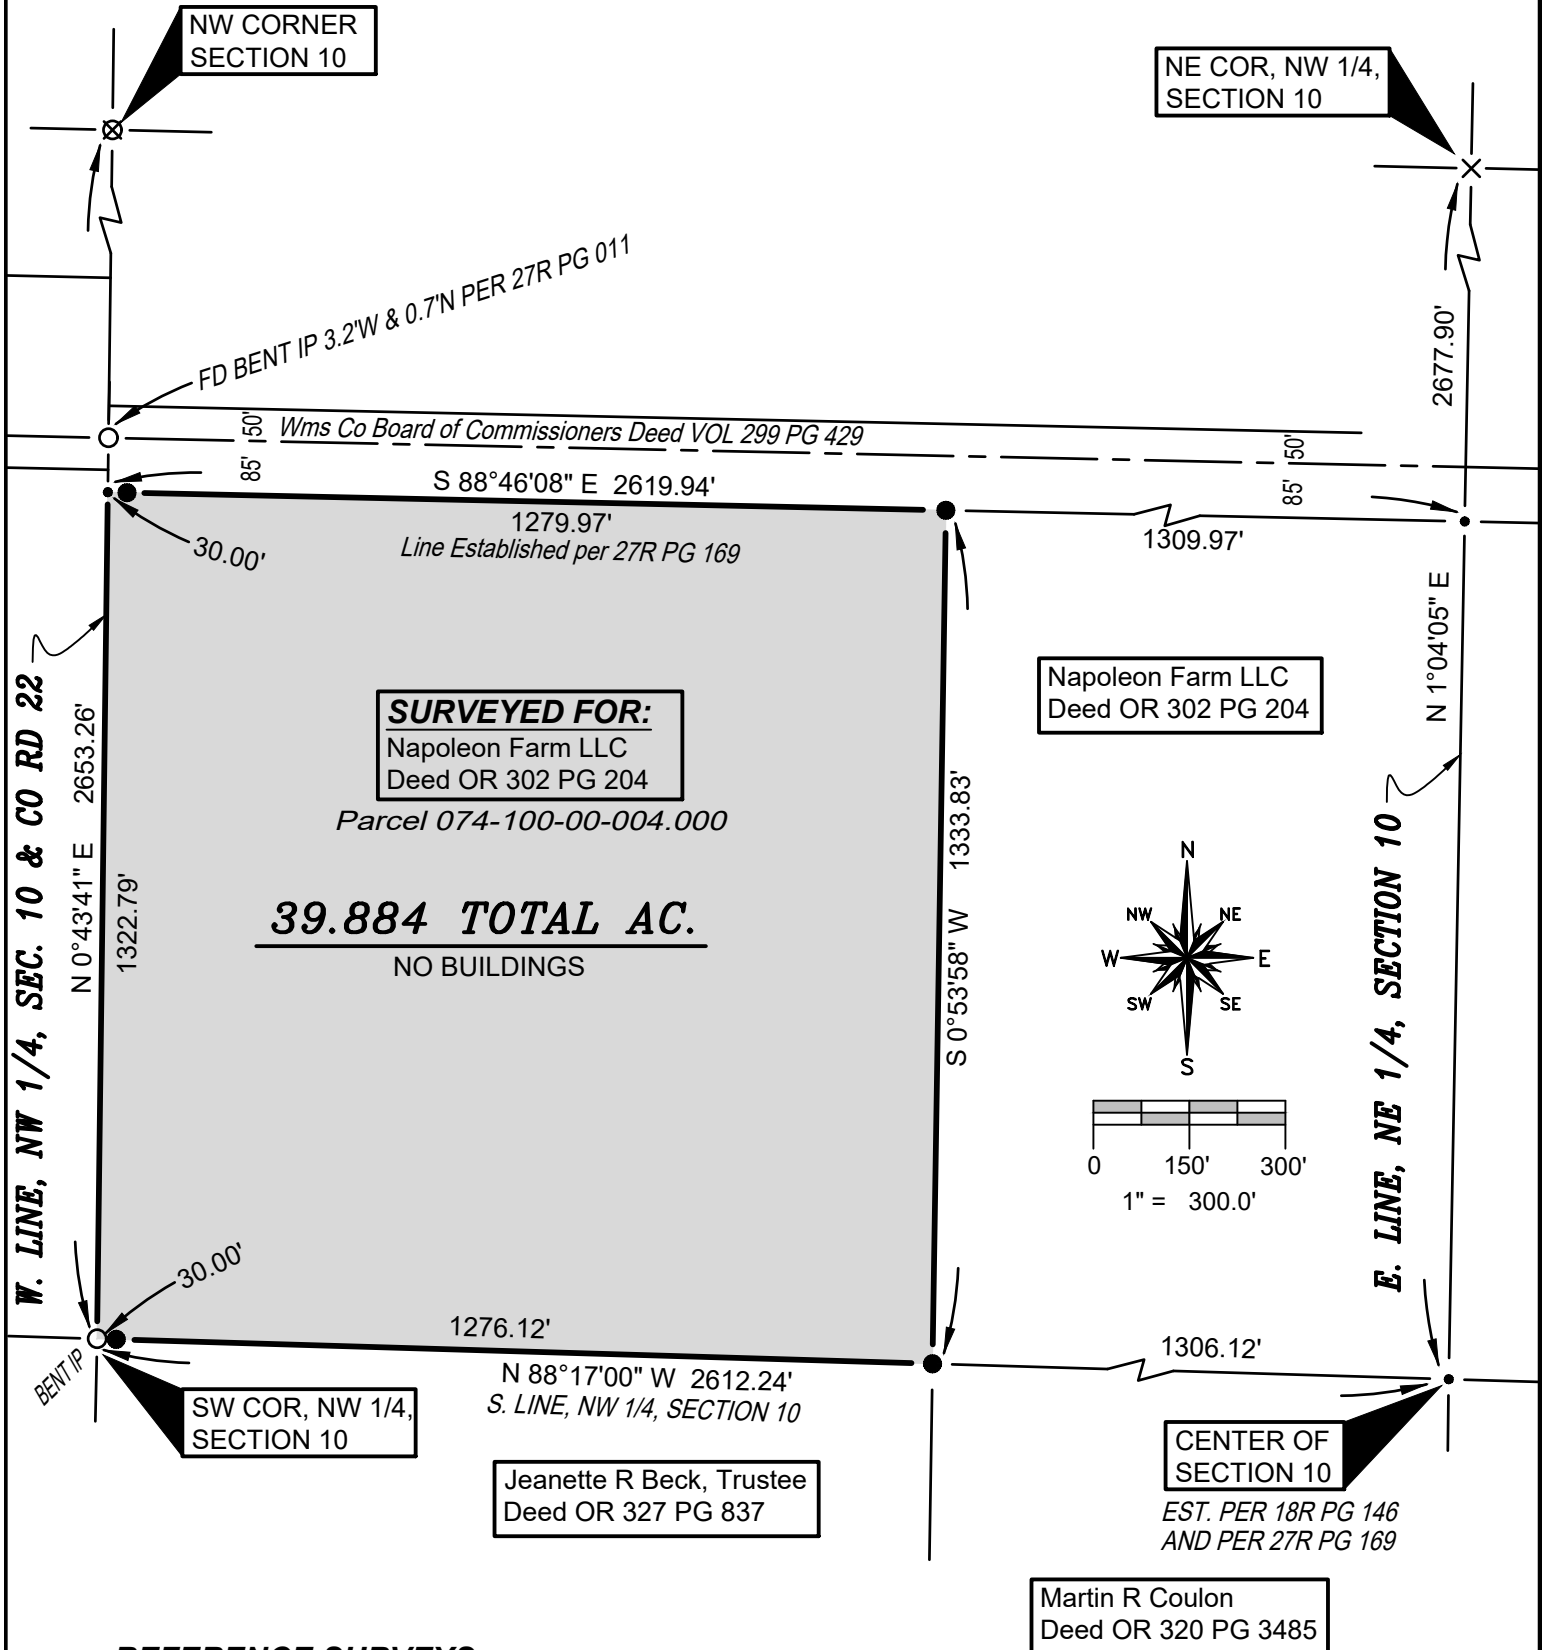 NW CORNER
SECTION 10
NE COR, NW 1/4,
SECTION 10
FD BENT IP 3.2'W & 0.7'N PER 27R PG 011
2677.90'
50'
Wms Co Board of Commissioners Deed VOL 299 PG 429
50'
85'
S 88°46'08" E 2619.94'
85'
1279.97'
Line Established per 27R PG 169
30.00'
1309.97'
N 1°04'05" E
W. LINE, NW 1/4, SEC. 10 & CO RD 22
N 0°43'41" E 2653.26'
1322.79'
SURVEYED FOR:
Napoleon Farm LLC
Deed OR 302 PG 204
Parcel 074-100-00-004.000
39.884 TOTAL AC.
NO BUILDINGS
S 0°53'58" W 1333.83'
Napoleon Farm LLC
Deed OR 302 PG 204
E. LINE, NE 1/4, SECTION 10
N
NW NE
W E
SW SE
S
0 150' 300'
1" = 300.0'
30.00'
BENT IP
1276.12'
1306.12'
N 88°17'00" W 2612.24'
S. LINE, NW 1/4, SECTION 10
SW COR, NW 1/4,
SECTION 10
CENTER OF
SECTION 10
EST. PER 18R PG 146
AND PER 27R PG 169
Jeanette R Beck, Trustee
Deed OR 327 PG 837
Martin R Coulon
Deed OR 320 PG 3485
REFERENCE SURVEYS